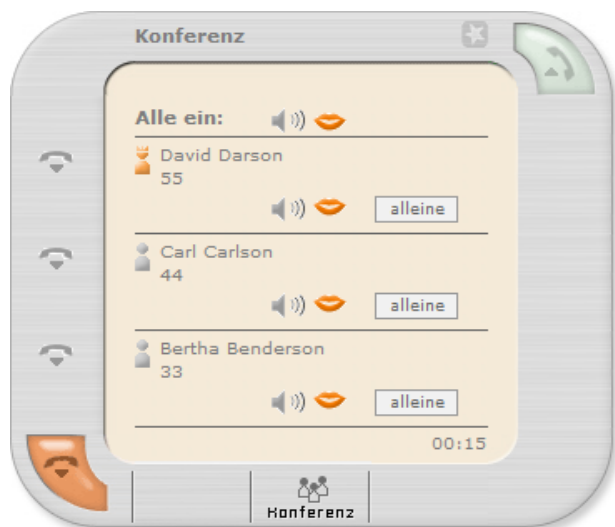 Konferenz
Alle ein:
David Darson
55
alleine
Carl Carlson
44
alleine
Bertha Benderson
33
alleine
00:15
Konferenz